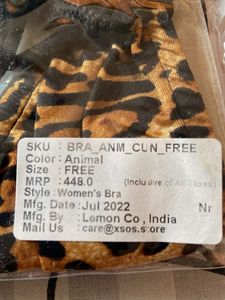 SKU : BRA_ANM_CUN_FREE
Color : Animal
Size : FREE
MRP : 448.0 (Inclusive of All Taxes)
Style : Women's Bra
Mfg. Date : Jul 2022 Nr
Mfg. By : Lemon Co , India
Mail Us : care@xsos.store